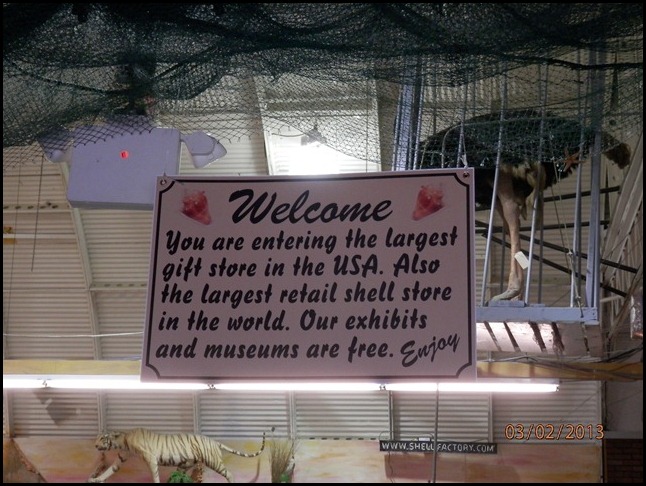 Welcome
You are entering the largest
gift store in the USA. Also
the largest retail shell store
in the world. Our exhibits
and museums are free. Enjoy
WWW.SHELLFACTORY.COM
03/02/2013